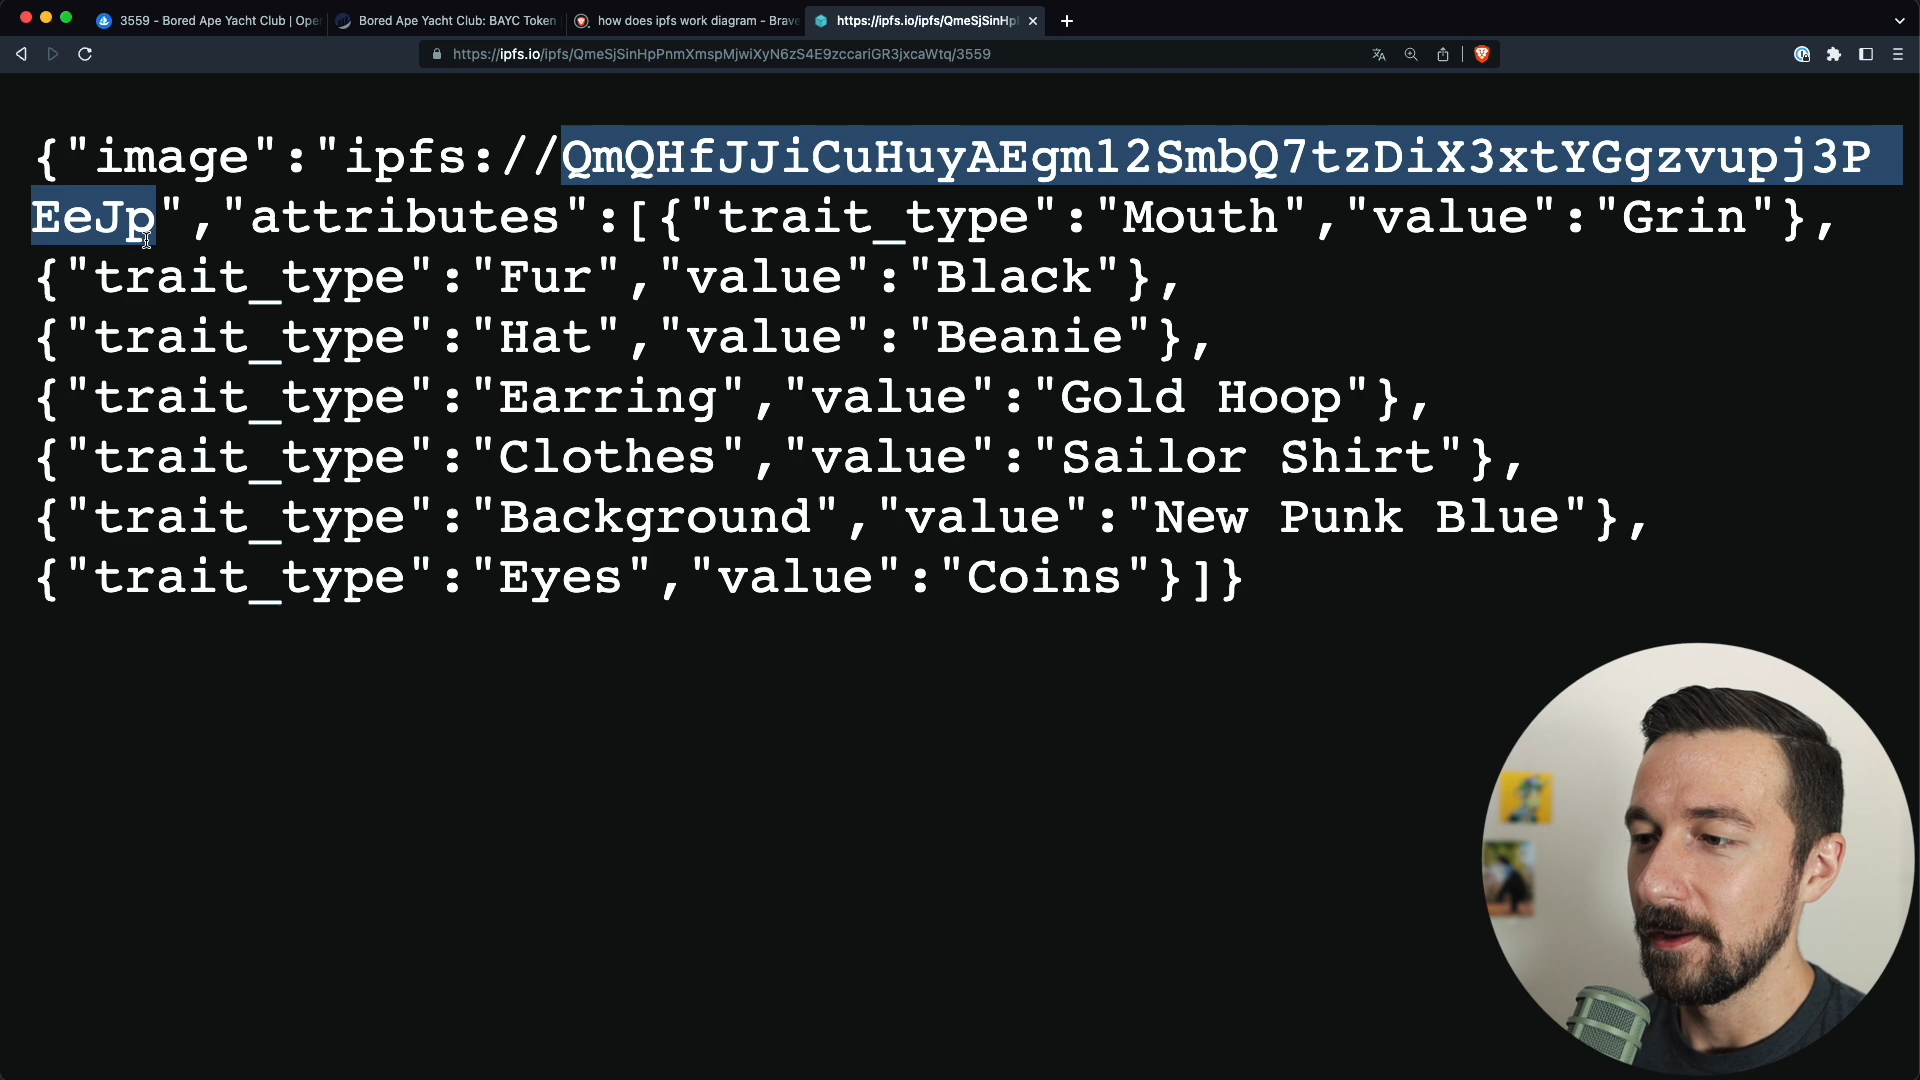 3559 - Bored Ape Yacht Club | Ope
Bored Ape Yacht Club: BAYC Token
how does ipfs work diagram - Brave
https://ipfs.io/ipfs/QmeSjSinHpP
https://ipfs.io/ipfs/QmeSjSinHpPnmXmspMjwiXyN6zS4E9zccariGR3jxcaWtq/3559
{"image":"ipfs://QmQHfJJiCuHuyAEgm12SmbQ7tzDiX3xtYGgzvupj3P
EeJp","attributes":[{"trait_type":"Mouth","value":"Grin"},
{"trait_type":"Fur","value":"Black"},
{"trait_type":"Hat","value":"Beanie"},
{"trait_type":"Earring","value":"Gold Hoop"},
{"trait_type":"Clothes","value":"Sailor Shirt"},
{"trait_type":"Background","value":"New Punk Blue"},
{"trait_type":"Eyes","value":"Coins"}]}